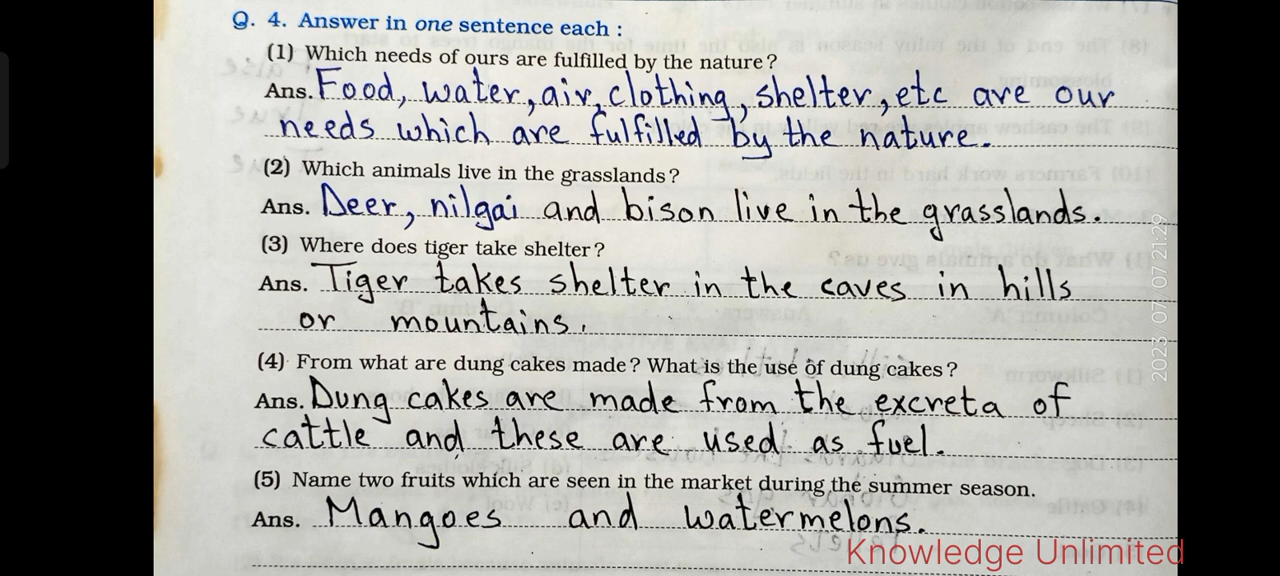 Q. 4. Answer in one sentence each :
(1) Which needs of ours are fulfilled by the nature?
Ans. Food, water, air, clothing, shelter, etc are our
needs which are fulfilled by the nature.
(2) Which animals live in the grasslands?
Ans. Deer, nilgai and bison live in the grasslands.
(3) Where does tiger take shelter?
Ans. Tiger takes shelter in the caves in hills
or mountains.
(4) From what are dung cakes made? What is the use of dung cakes?
Ans. Dung cakes are made from the excreta of
cattle and these are used as fuel.
(5) Name two fruits which are seen in the market during the summer season.
Ans. Mangoes and watermelons.
2023/07/07 21:29
Knowledge Unlimited